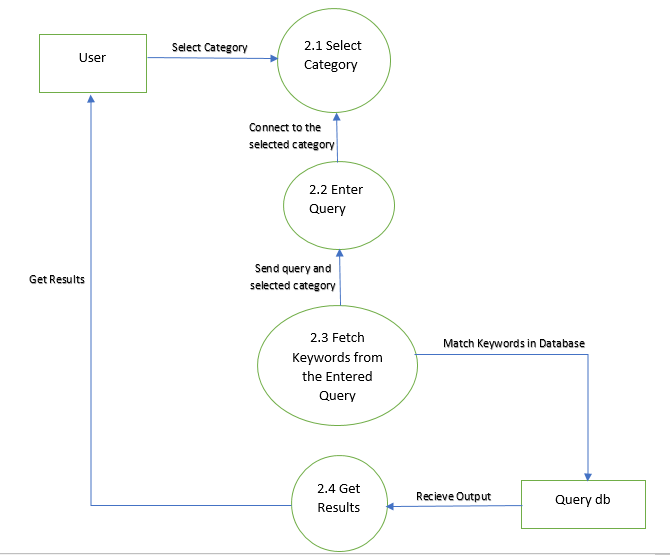 User
Select Category
2.1 Select
Category
Connect to the
selected category
2.2 Enter
Query
Send query and
selected category
Get Results
2.3 Fetch
Keywords from
the Entered
Query
Match Keywords in Database
2.4 Get
Results
Recieve Output
Query db